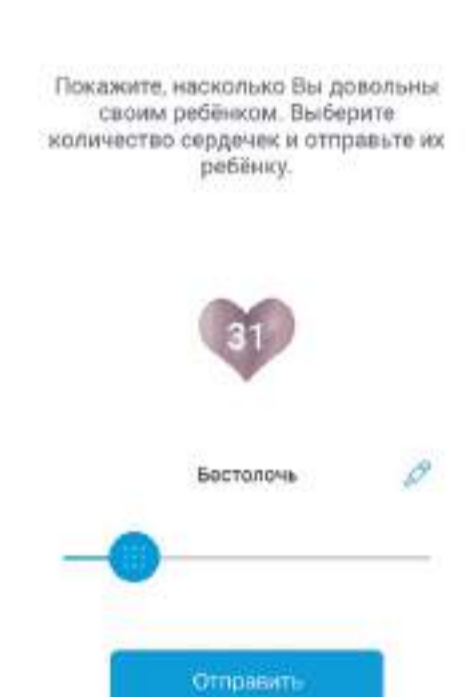 Покажите, насколько Вы довольны
своим ребёнком. Выберите
количество сердечек и отправьте их
ребёнку.
31
Бестолочь
Отправить